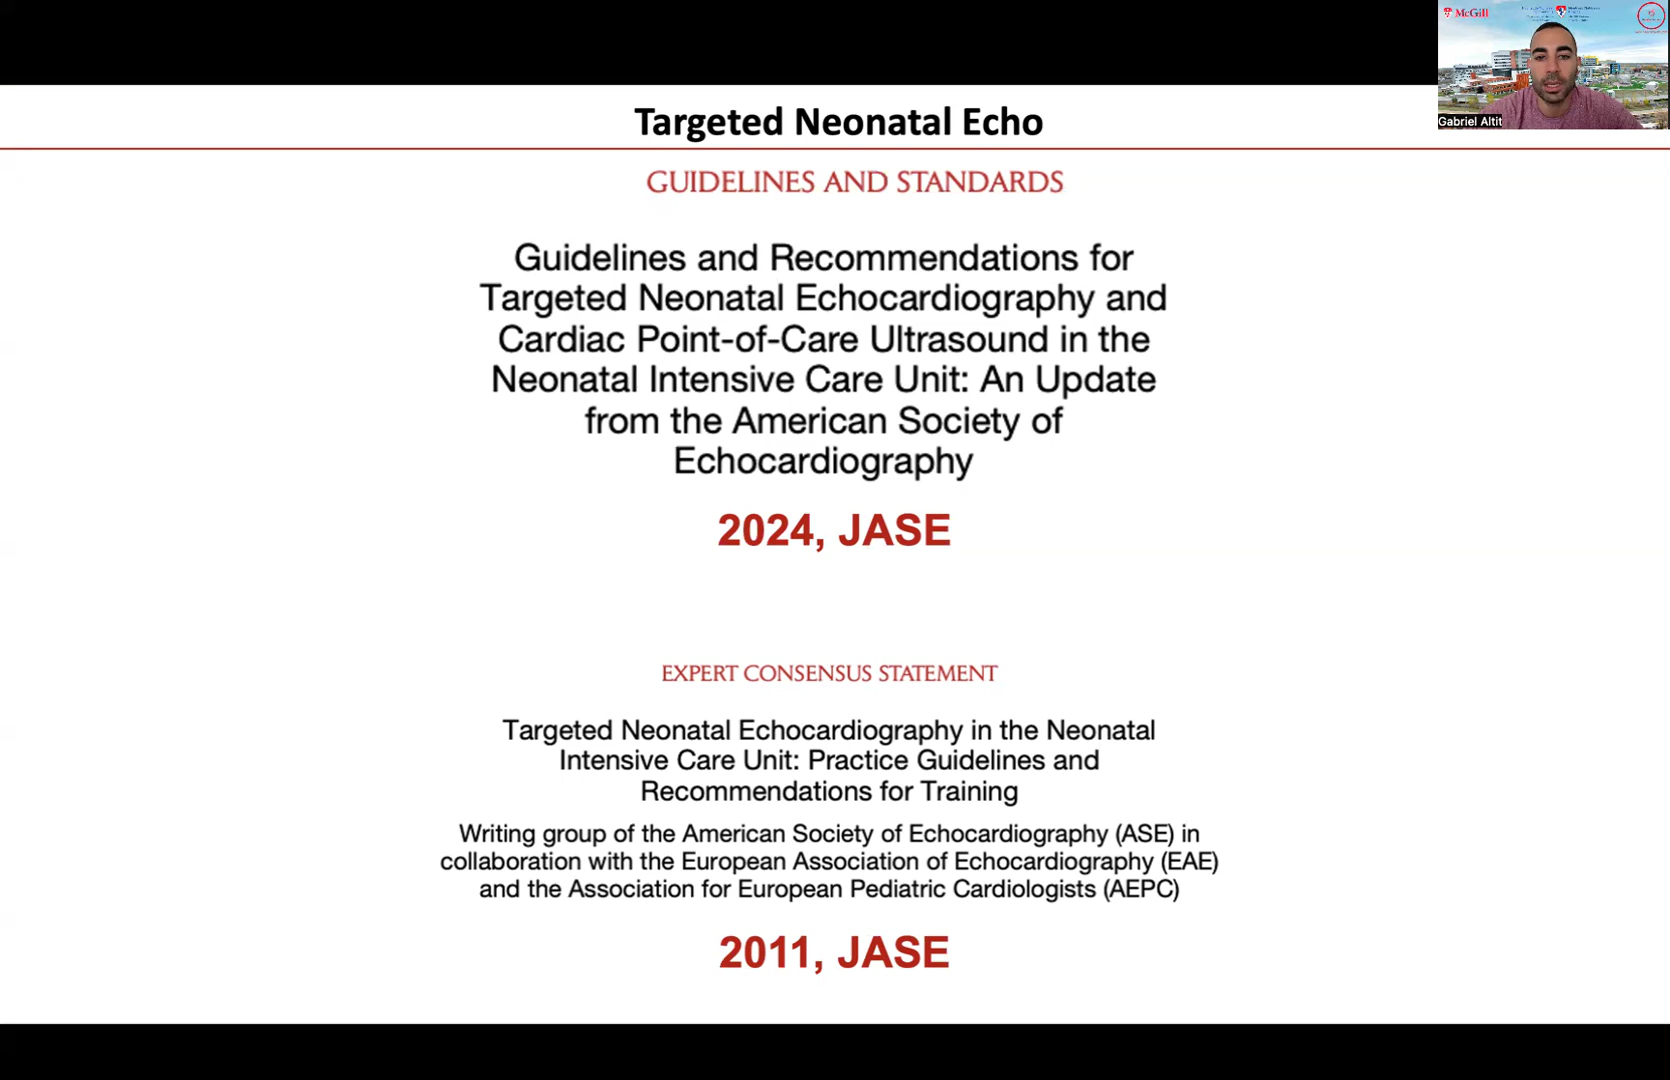 McGill
Gabriel Altit
Targeted Neonatal Echo
GUIDELINES AND STANDARDS
Guidelines and Recommendations for
Targeted Neonatal Echocardiography and
Cardiac Point-of-Care Ultrasound in the
Neonatal Intensive Care Unit: An Update
from the American Society of
Echocardiography
2024, JASE
EXPERT CONSENSUS STATEMENT
Targeted Neonatal Echocardiography in the Neonatal
Intensive Care Unit: Practice Guidelines and
Recommendations for Training
Writing group of the American Society of Echocardiography (ASE) in
collaboration with the European Association of Echocardiography (EAE)
and the Association for European Pediatric Cardiologists (AEPC)
2011, JASE